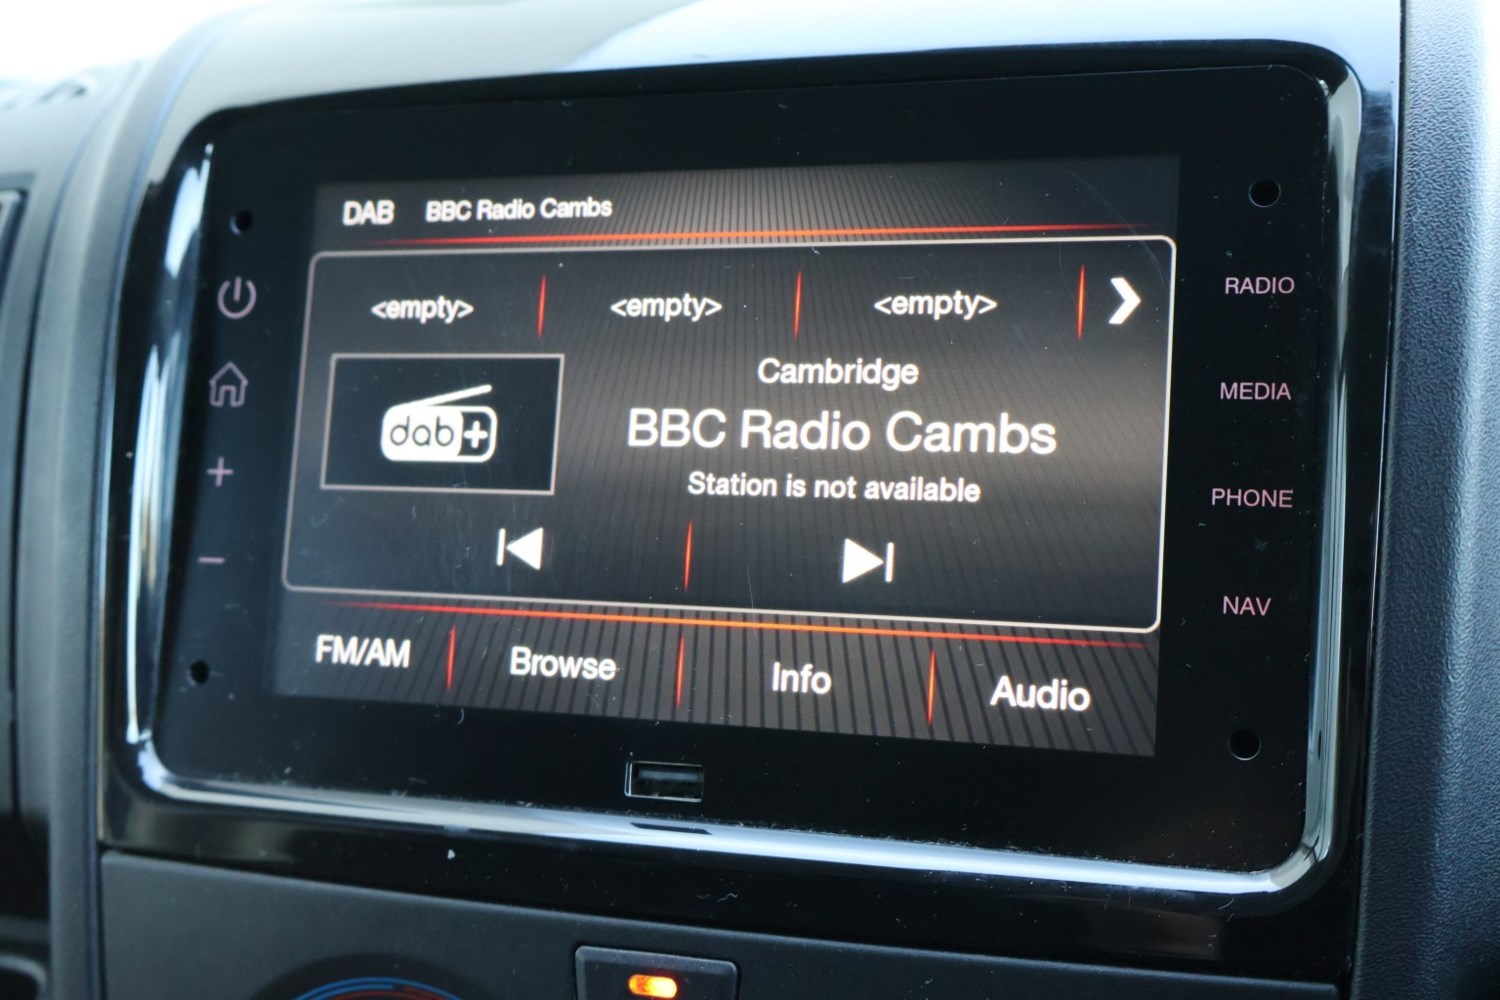 DAB BBC Radio Cambs
<empty> <empty> <empty>
RADIO
Cambridge
MEDIA
dab+
BBC Radio Cambs
Station is not available
PHONE
NAV
FM/AM Browse Info Audio